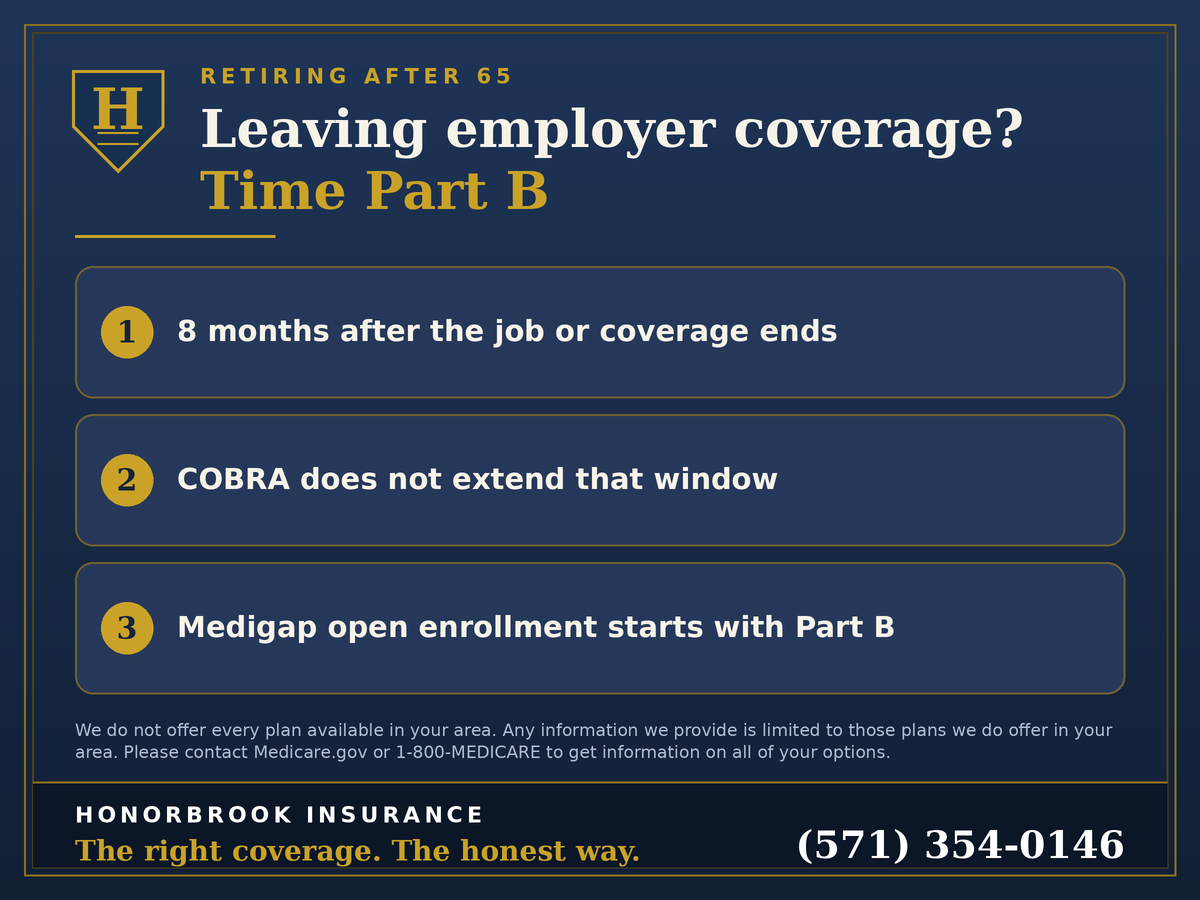 H
RETIRING AFTER 65
Leaving employer coverage?
Time Part B
1 8 months after the job or coverage ends
2 COBRA does not extend that window
3 Medigap open enrollment starts with Part B
We do not offer every plan available in your area. Any information we provide is limited to those plans we do offer in your
area. Please contact Medicare.gov or 1-800-MEDICARE to get information on all of your options.
HONORBROOK INSURANCE
The right coverage. The honest way.
(571) 354-0146